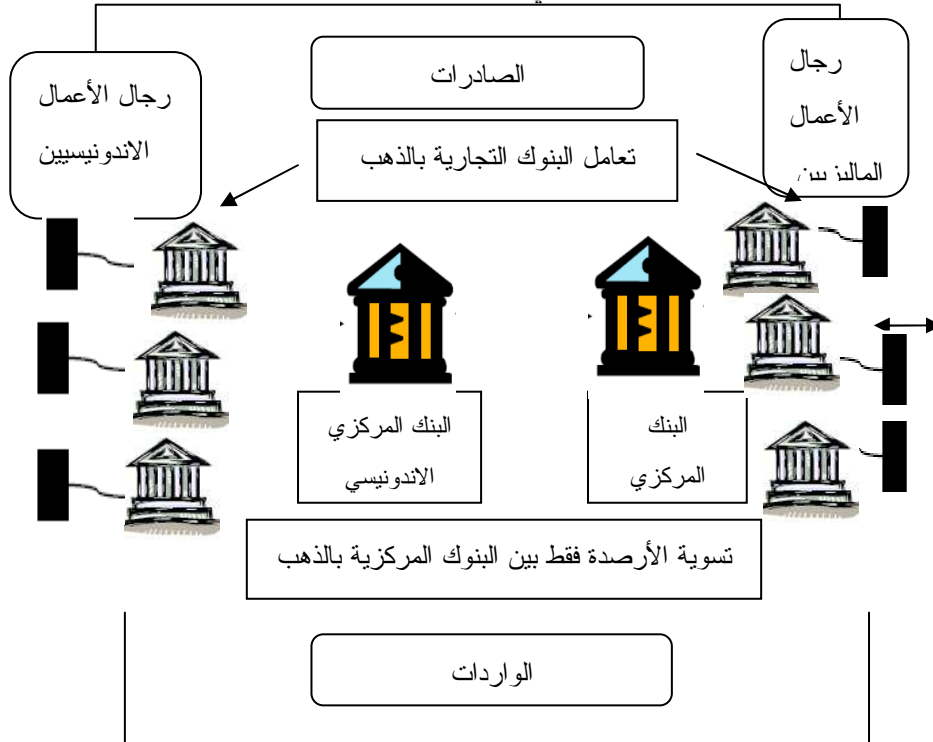 الصادرات
رجال
الأعمال
الماليزيين
رجال الأعمال
الاندونيسيين
تعامل البنوك التجارية بالذهب
البنك
المركزي
البنك المركزي
الاندونيسي
تسوية الأرصدة فقط بين البنوك المركزية بالذهب
الواردات